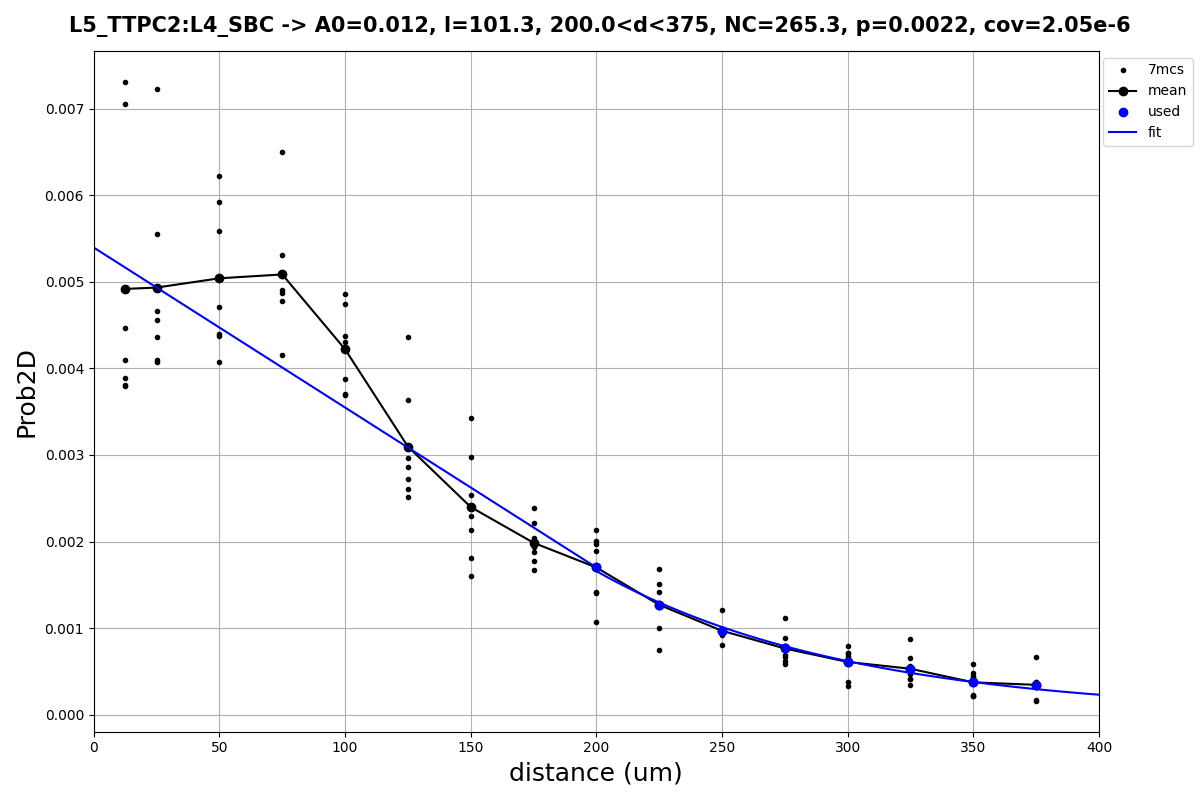 L5_TTPC2:L4_SBC -> A0=0.012, l=101.3, 200.0<d<375, NC=265.3, p=0.0022, cov=2.05e-6
7mcs
mean
used
fit
0.007
0.006
0.005
0.004
0.003
0.002
0.001
0.000
Prob2D
0 50 100 150 200 250 300 350 400
distance (um)